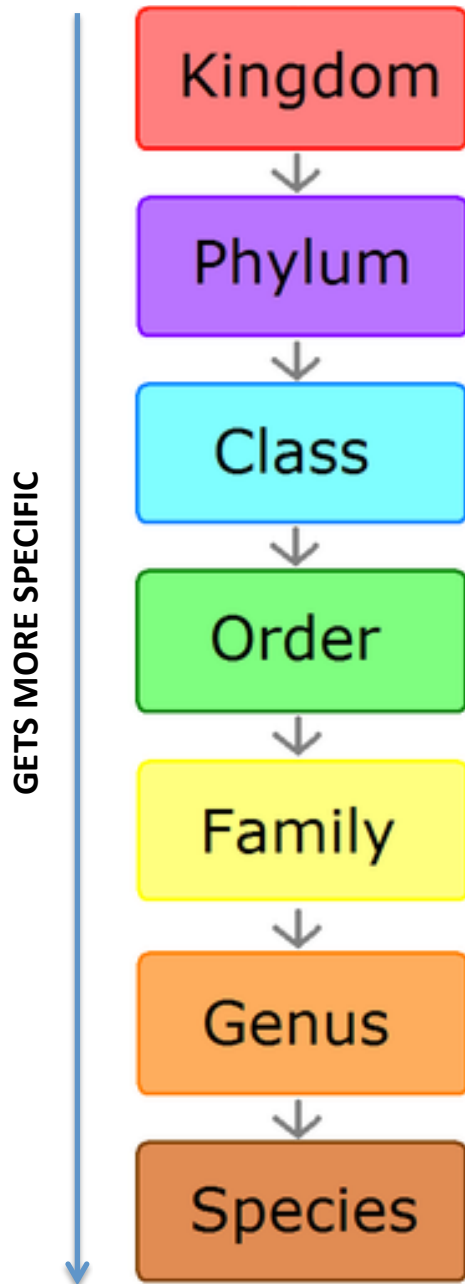 Kingdom
Phylum
Class
Order
Family
Genus
Species
GETS MORE SPECIFIC